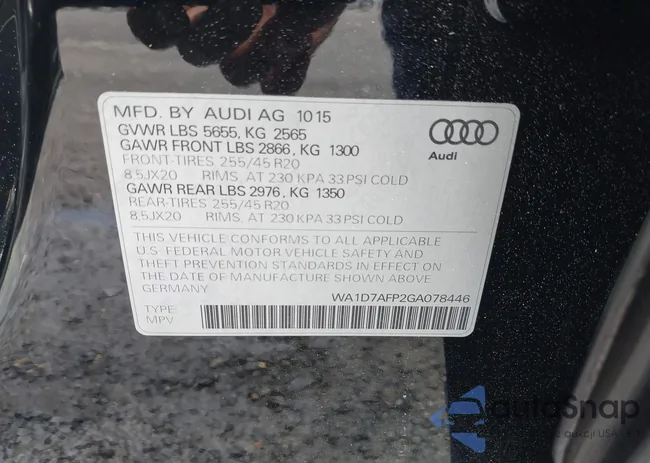 MFD. BY AUDI AG 1015
GVWR LBS 5655, KG 2565
GAWR FRONT LBS 2866, KG 1300
FRONT-TIRES 255/45 R20
8.5JX20 RIMS, AT 230 KPA 33 PSI COLD
GAWR REAR LBS 2976, KG 1350
REAR-TIRES 255/45 R20
8.5JX20 RIMS, AT 230 KPA 33 PSI COLD
Audi
THIS VEHICLE CONFORMS TO ALL APPLICABLE
U.S. FEDERAL MOTOR VEHICLE SAFETY AND
THEFT PREVENTION STANDARDS IN EFFECT ON
THE DATE OF MANUFACTURE SHOWN ABOVE
GERMANY
WA1D7AFP2GA078446
TYPE:
MPV
autoSnap
z aukcji USA